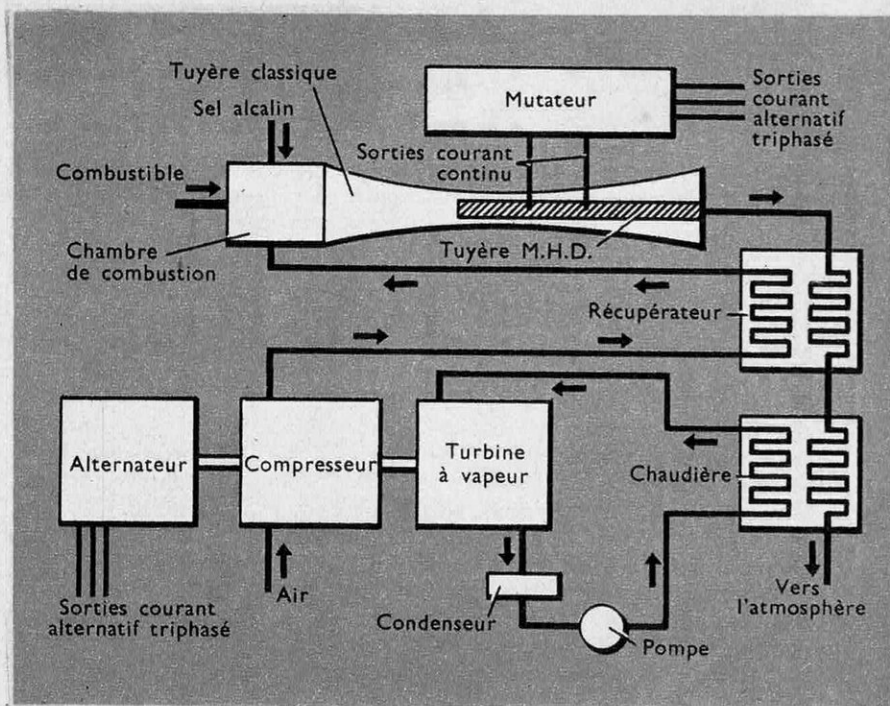 Tuyère classique
Sel alcalin
Combustible
Chambre
de combustion
Mutateur
Sorties
courant
alternatif
triphasé
Sorties courant
continu
Tuyère M.H.D.
Récupérateur
Alternateur
Compresseur
Turbine
à vapeur
Chaudière
Sorties courant
alternatif triphasé
Air
Condenseur
Pompe
Vers
l'atmosphère